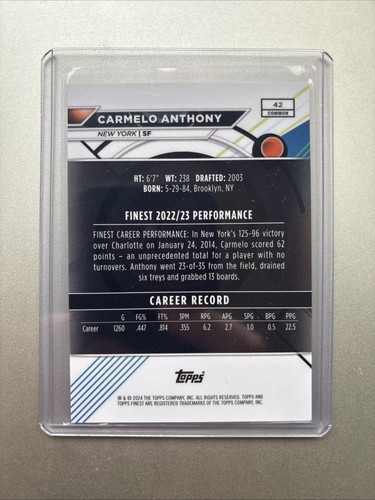 CARMELO ANTHONY
42
COMMON
NEW YORK | SF
HT: 6'7" WT: 238 DRAFTED: 2003
BORN: 5-29-84, Brooklyn, NY
FINEST 2022/23 PERFORMANCE
FINEST CAREER PERFORMANCE: In New York's 125-96 victory
over Charlotte on January 24, 2014, Carmelo scored 62
points – an unprecedented total for a player with no
turnovers. Anthony went 23-of-35 from the field, drained
six treys and grabbed 13 boards.
CAREER RECORD
G FG% FT% 3PM RPG APG SPG BPG PPG
Career 1260 .447 .814 .355 6.2 2.7 1.0 0.5 22.5
Topps
® & © 2024 THE TOPPS COMPANY, INC. ALL RIGHTS RESERVED. TOPPS AND
TOPPS FINEST ARE REGISTERED TRADEMARKS OF THE TOPPS COMPANY, INC.